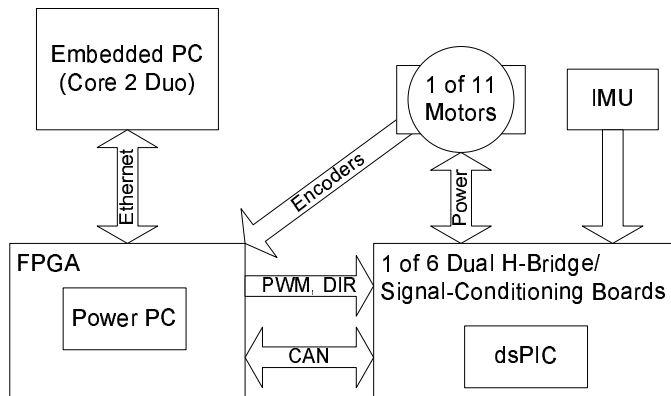 Embedded PC
(Core 2 Duo)
1 of 11
Motors
IMU
Ethernet
Encoders
Power
FPGA
Power PC
PWM, DIR
CAN
1 of 6 Dual H-Bridge/
Signal-Conditioning Boards
dsPIC